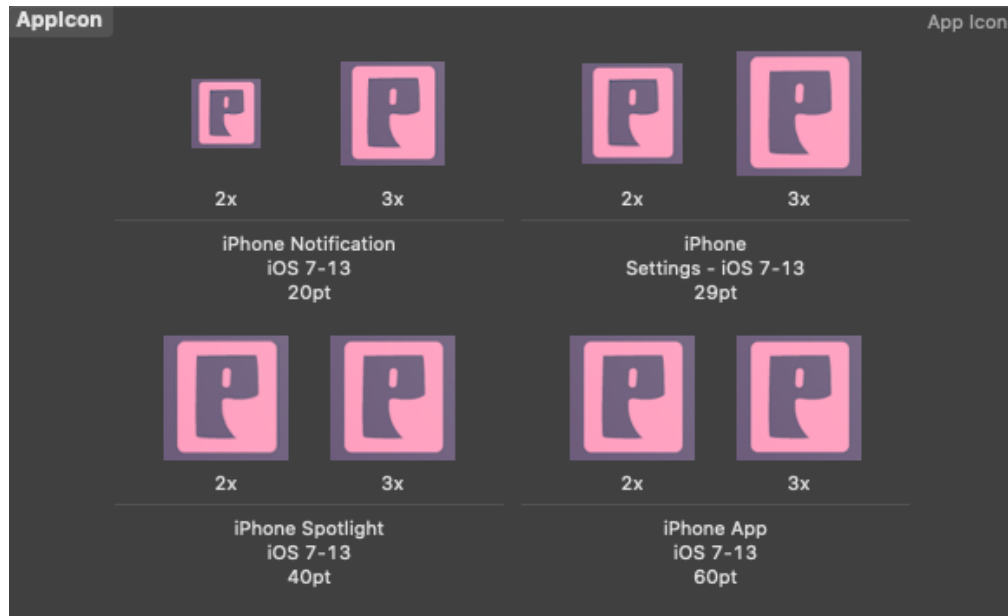 AppIcon
App Icon
P
P
P
P
2x
3x
2x
3x
iPhone Notification
iOS 7-13
20pt
iPhone
Settings - iOS 7-13
29pt
P
P
P
P
2x
3x
2x
3x
iPhone Spotlight
iOS 7-13
40pt
iPhone App
iOS 7-13
60pt